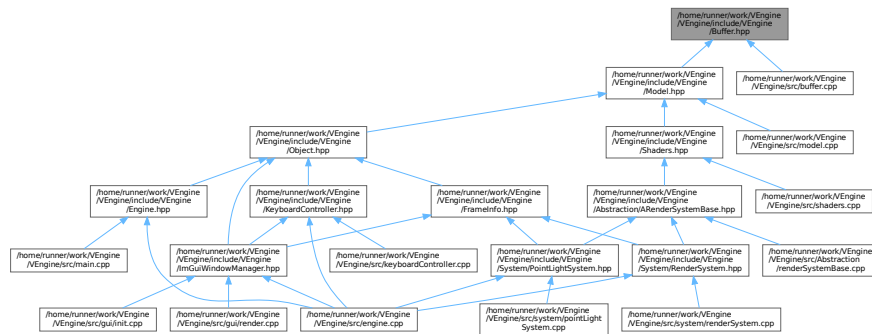 /home/runner/work/VEngine
/VEngine/include/VEngine
/Buffer.hpp
/home/runner/work/VEngine
/VEngine/include/VEngine
/Model.hpp
/home/runner/work/VEngine
/VEngine/src/buffer.cpp
/home/runner/work/VEngine
/VEngine/include/VEngine
/Object.hpp
/home/runner/work/VEngine
/VEngine/include/VEngine
/Shaders.hpp
/home/runner/work/VEngine
/VEngine/src/model.cpp
/home/runner/work/VEngine
/VEngine/include/VEngine
/Engine.hpp
/home/runner/work/VEngine
/VEngine/include/VEngine
/KeyboardController.hpp
/home/runner/work/VEngine
/VEngine/include/VEngine
/FrameInfo.hpp
/home/runner/work/VEngine
/VEngine/include/VEngine
/Abstraction/ARenderSystemBase.hpp
/home/runner/work/VEngine
/VEngine/src/shaders.cpp
/home/runner/work/VEngine
/VEngine/src/main.cpp
/home/runner/work/VEngine
/VEngine/include/VEngine
/ImGuiWindowManager.hpp
/home/runner/work/VEngine
/VEngine/src/keyboardController.cpp
/home/runner/work/VEngine
/VEngine/include/VEngine
/System/PointLightSystem.hpp
/home/runner/work/VEngine
/VEngine/include/VEngine
/System/RenderSystem.hpp
/home/runner/work/VEngine
/VEngine/src/Abstraction
/renderSystemBase.cpp
/home/runner/work/VEngine
/VEngine/src/gui/init.cpp
/home/runner/work/VEngine
/VEngine/src/gui/render.cpp
/home/runner/work/VEngine
/VEngine/src/engine.cpp
/home/runner/work/VEngine
/VEngine/src/system/pointLight
System.cpp
/home/runner/work/VEngine
/VEngine/src/system/renderSystem.cpp